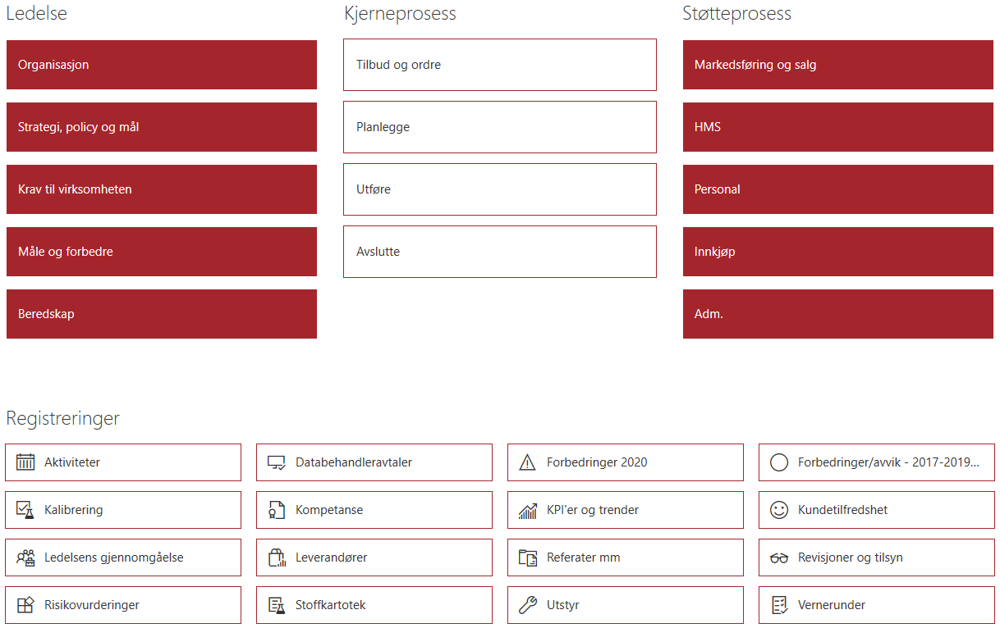 Ledelse
Organisasjon
Strategi, policy og mål
Krav til virksomheten
Måle og forbedre
Beredskap
Kjerneprosess
Tilbud og ordre
Planlegge
Utføre
Avslutte
Støtteprosess
Markedsføring og salg
HMS
Personal
Innkjøp
Adm.
Registreringer
Aktiviteter
Databehandleravtaler
Forbedringer 2020
Forbedringer/avvik - 2017-2019...
Kalibrering
Kompetanse
KPI'er og trender
Kundetilfredshet
Ledelsens gjennomgåelse
Leverandører
Referater mm
Revisjoner og tilsyn
Risikovurderinger
Stoffkartotek
Utstyr
Vernerunder